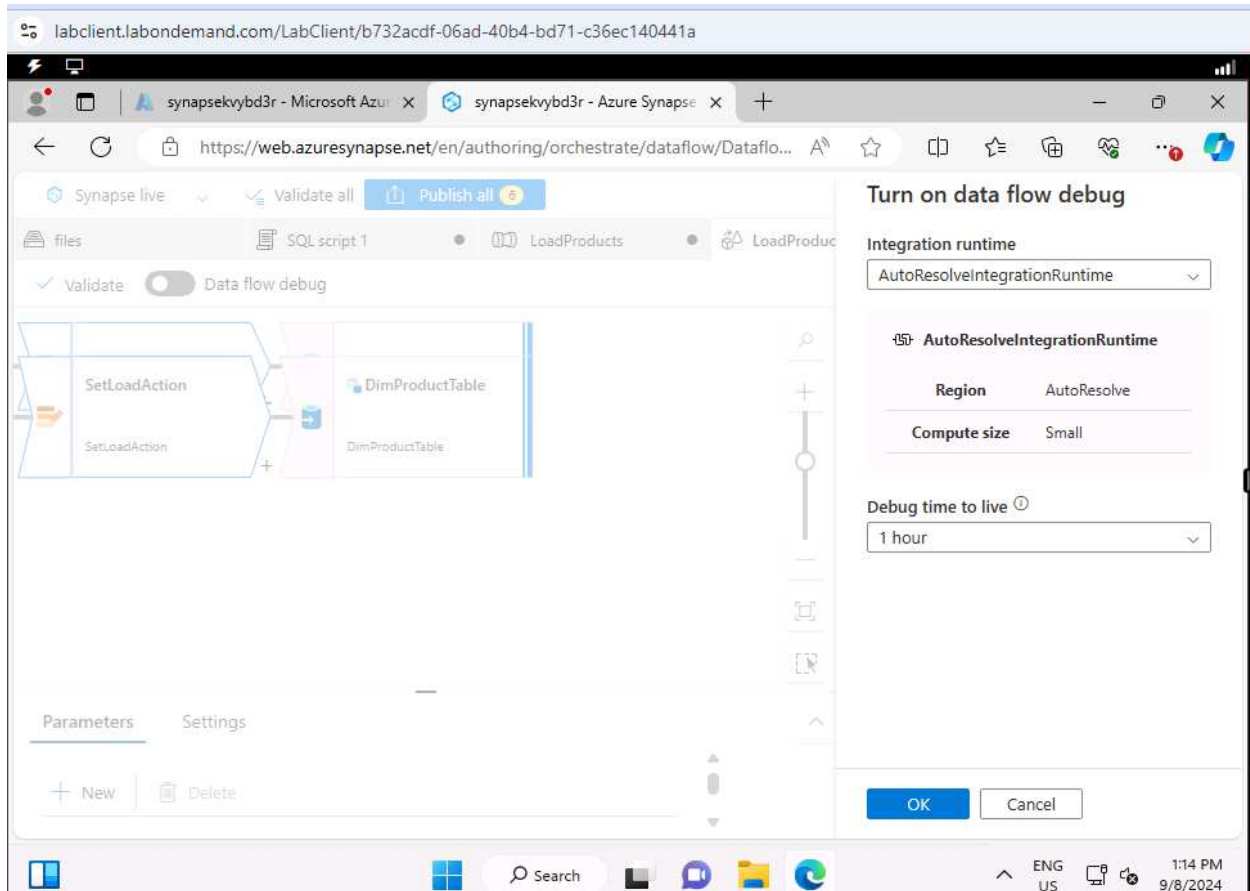 labclient.labondemand.com/LabClient/b732acdf-06ad-40b4-bd71-c36ec140441a
synapsekvybd3r - Microsoft Azu
synapsekvybd3r - Azure Synapse
https://web.azuresynapse.net/en/authoring/orchestrate/dataflow/Dataflo...
Synapse live
Validate all
Publish all 6
files
SQL script 1
LoadProducts
LoadProduc
Validate
Data flow debug
SetLoadAction
DimProductTable
SetLoadAction
DimProductTable
Parameters
Settings
New
Delete
Turn on data flow debug
Integration runtime
AutoResolveIntegrationRuntime
AutoResolveIntegrationRuntime
Region AutoResolve
Compute size Small
Debug time to live
1 hour
OK
Cancel
Search
ENG
US
1:14 PM
9/8/2024